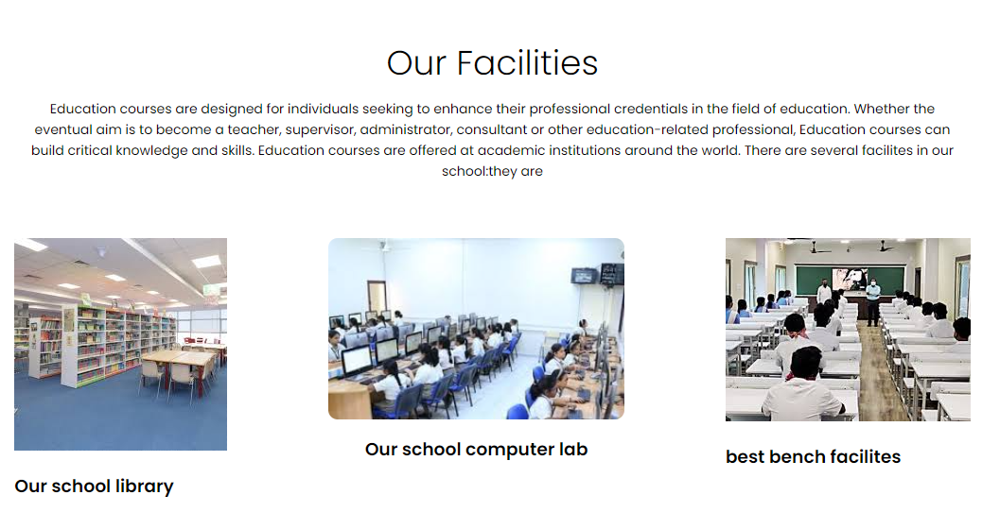 Our Facilities
Education courses are designed for individuals seeking to enhance their professional credentials in the field of education. Whether the
eventual aim is to become a teacher, supervisor, administrator, consultant or other education-related professional, Education courses can
build critical knowledge and skills. Education courses are offered at academic institutions around the world. There are several facilites in our
school:they are
Our school library
Our school computer lab
best bench facilites